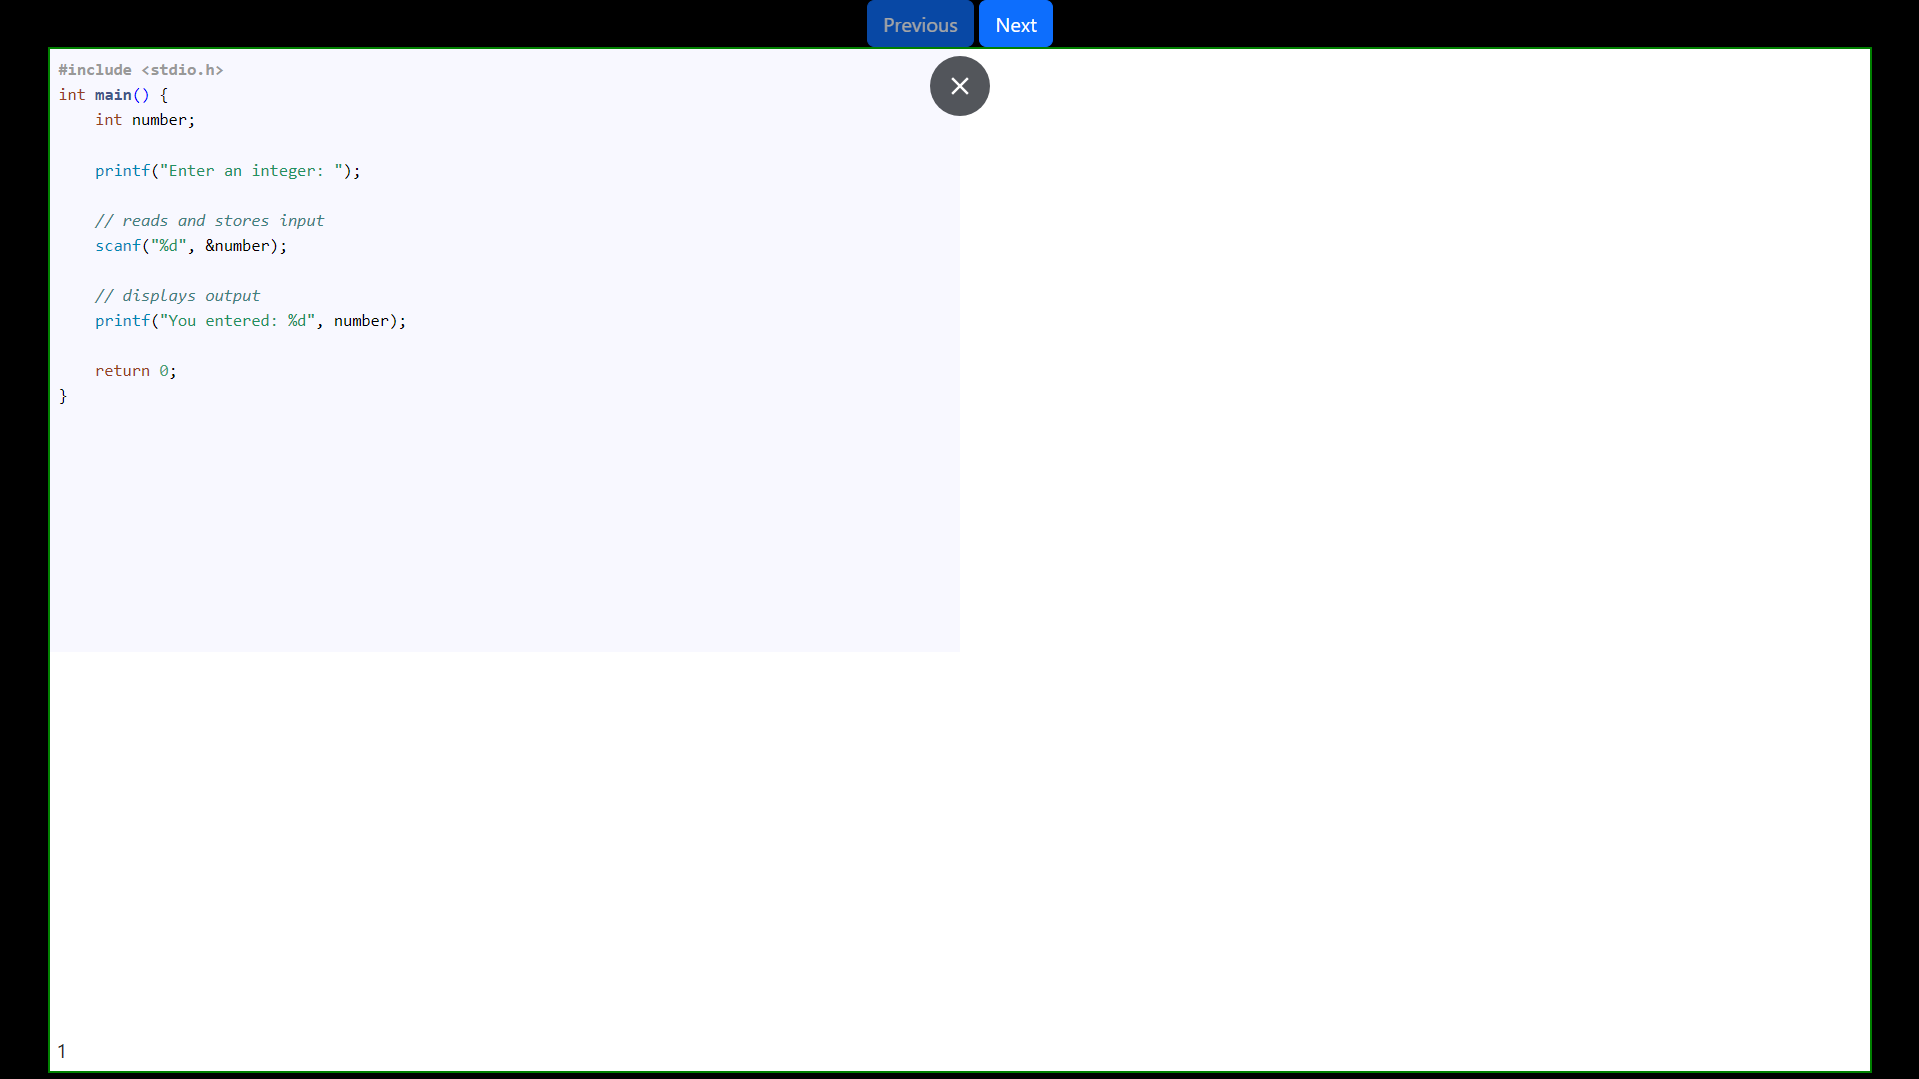 Previous Next
#include <stdio.h>
int main() {
    int number;
    printf("Enter an integer: ");
    // reads and stores input
    scanf("%d", &number);
    // displays output
    printf("You entered: %d", number);
    return 0;
}
1